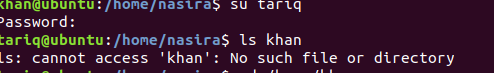 khan@ubuntu:/home/nasira$ su tariq
Password:
tariq@ubuntu:/home/nasira$ ls khan
ls: cannot access 'khan': No such file or directory